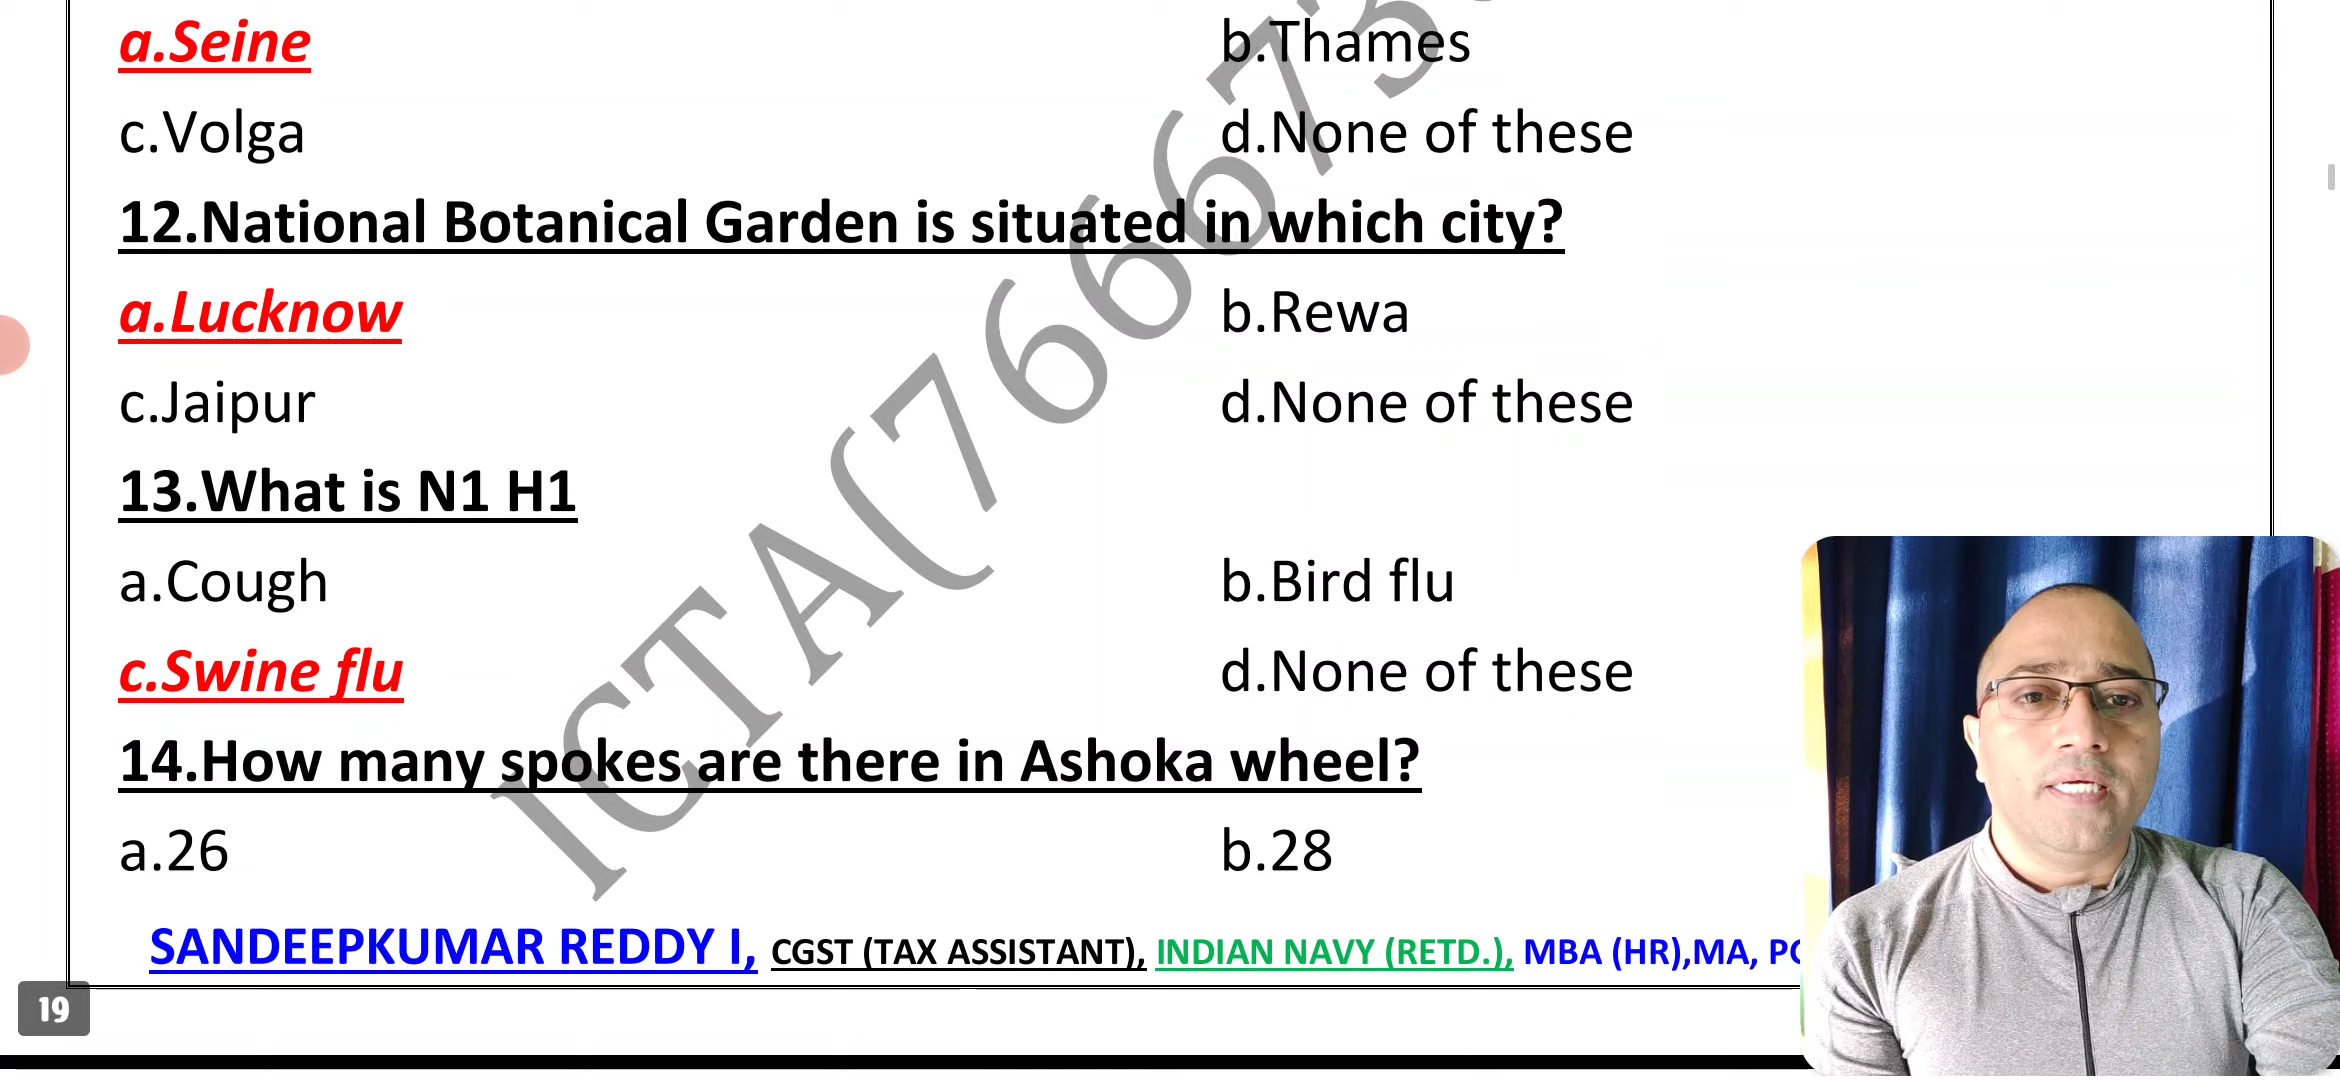 a.Seine b.Thames
c.Volga d.None of these
12.National Botanical Garden is situated in which city?
a.Lucknow b.Rewa
c.Jaipur d.None of these
13.What is N1 H1
a.Cough b.Bird flu
c.Swine flu d.None of these
14.How many spokes are there in Ashoka wheel?
a.26 b.28
SANDEEPKUMAR REDDY I, CGST (TAX ASSISTANT), INDIAN NAVY (RETD.), MBA (HR),MA,
19
ICTA(76667